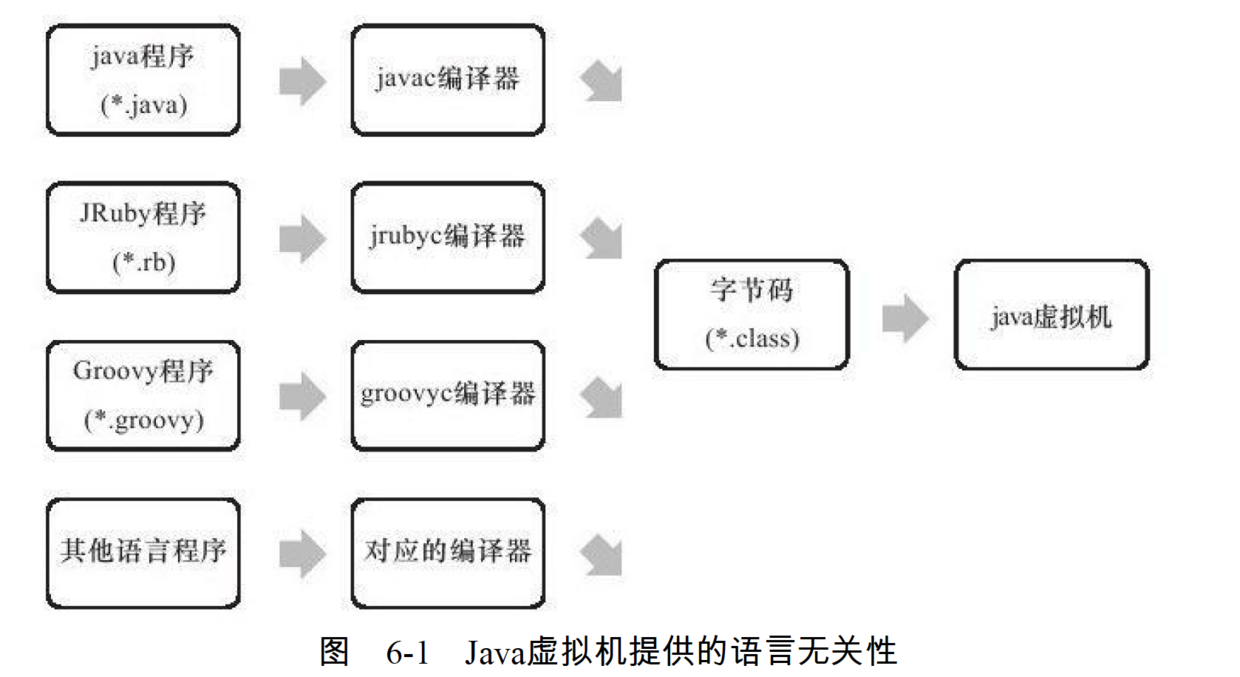 java程序
(*.java)
javac编译器
JRuby程序
(*.rb)
jrubyc编译器
Groovy程序
(*.groovy)
groovyc编译器
其他语言程序
对应的编译器
字节码
(*.class)
java虚拟机
图 6-1 Java虚拟机提供的语言无关性